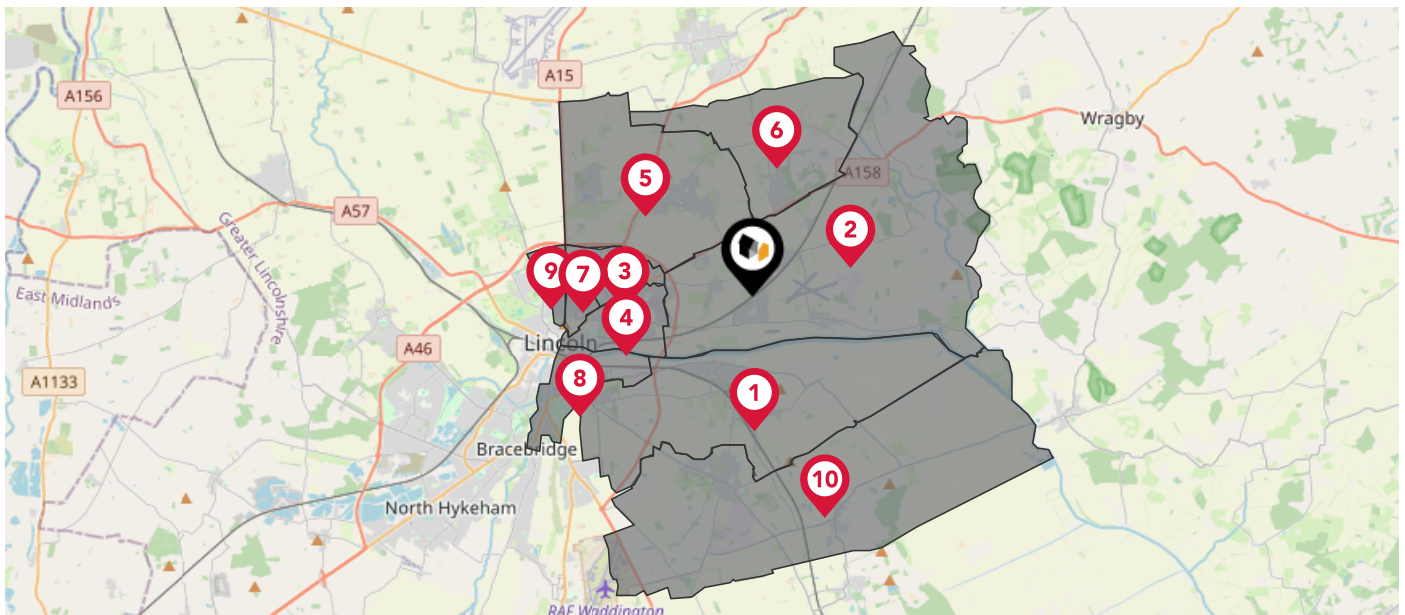 A15
A156
Wragby
6
A158
5
A57
2
Greater Lincolnshire
9
7
3
East Midlands
4
Lincoln
A46
8
A1133
1
Bracebridge
10
North Hykeham
RAF Waddington